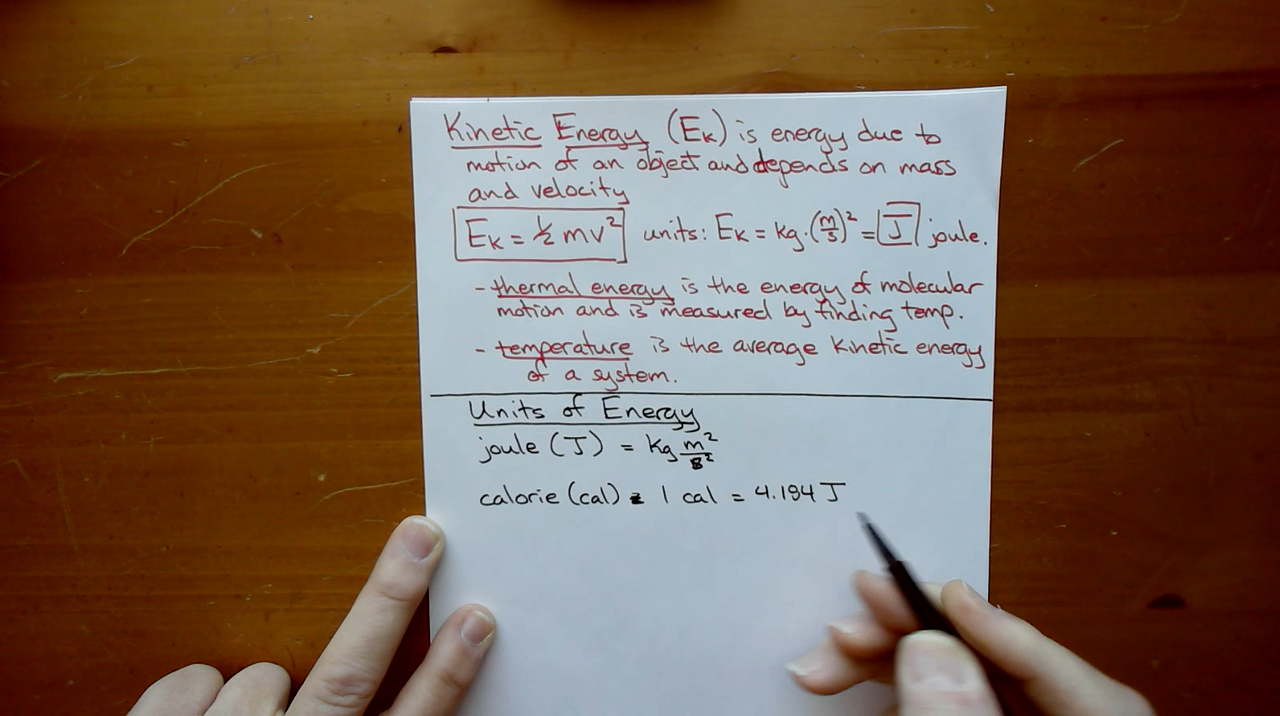 Kinetic Energy (Ek) is energy due to
motion of an object and depends on mass
and velocity
Ek = ½ mv² units: Ek = kg·(m/s)² = J joule.
- thermal energy is the energy of molecular
motion and is measured by finding temp.
- temperature is the average kinetic energy
of a system.
Units of Energy
joule (J) = kg m²/s²
calorie (cal) - 1 cal = 4.184 J